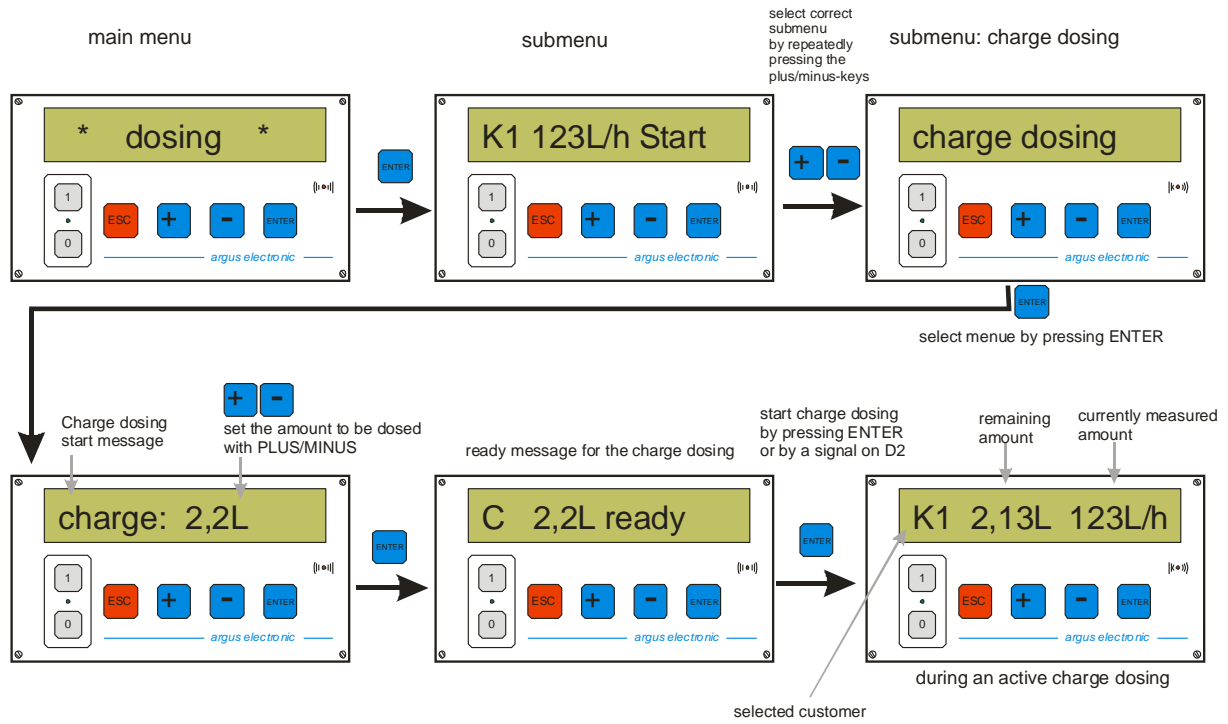 main menu
submenu
select correct
submenu
by repeatedly
pressing the
plus/minus-keys
submenu: charge dosing
* dosing *
ENTER
K1 123L/h Start
+ -
charge dosing
1
0
ESC + - ENTER
argus electronic
1
0
ESC + - ENTER
argus electronic
1
0
ESC + - ENTER
argus electronic
ENTER
select menue by pressing ENTER
Charge dosing
start message
+ -
set the amount to be dosed
with PLUS/MINUS
ready message for the charge dosing
start charge dosing
by pressing ENTER
or by a signal on D2
remaining
amount
currently measured
amount
charge: 2,2L
ENTER
C 2,2L ready
ENTER
K1 2,13L 123L/h
1
0
ESC + - ENTER
argus electronic
1
0
ESC + - ENTER
argus electronic
1
0
ESC + - ENTER
argus electronic
during an active charge dosing
selected customer